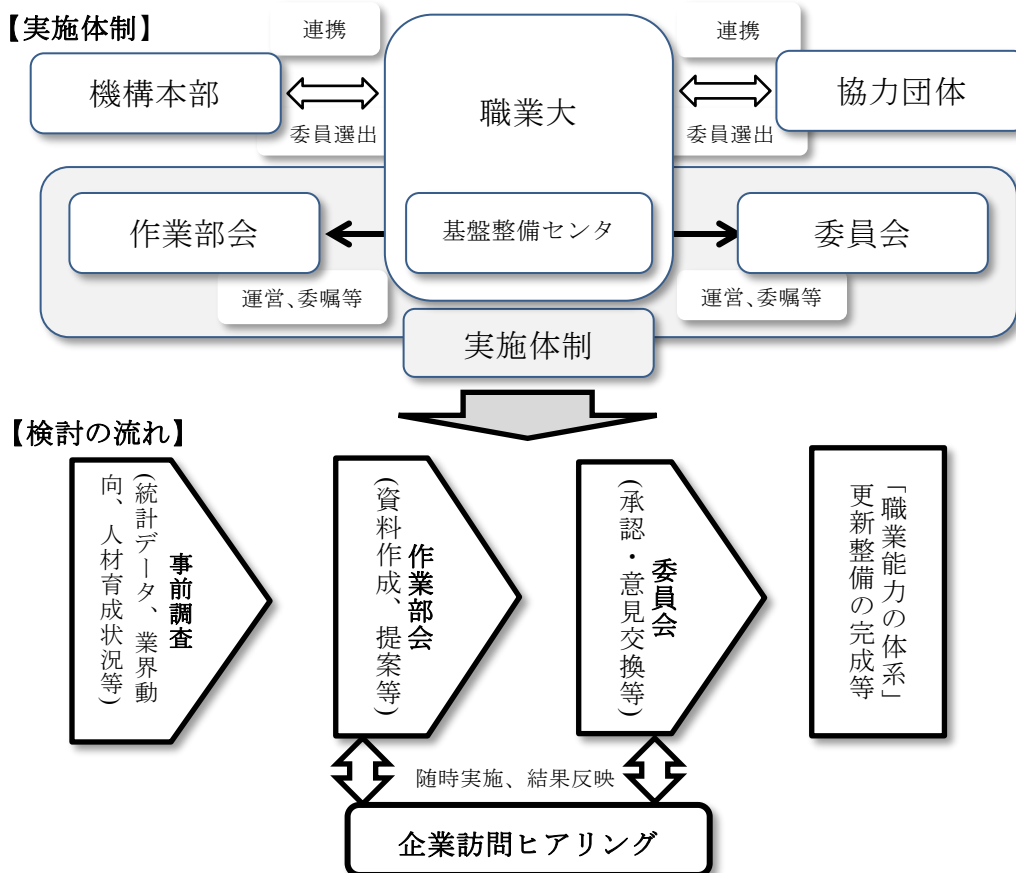 【実施体制】
連携
連携
機構本部
職業大
協力団体
委員選出
委員選出
作業部会
基盤整備センタ
委員会
運営、委嘱等
運営、委嘱等
実施体制
【検討の流れ】
事前調査
(統計データ、業界動
向、人材育成状況等)
作業部会
(資料作成、提案等)
委員会
(承認・意見交換等)
「職業能力の体系」
更新整備の完成等
随時実施、結果反映
企業訪問ヒアリング